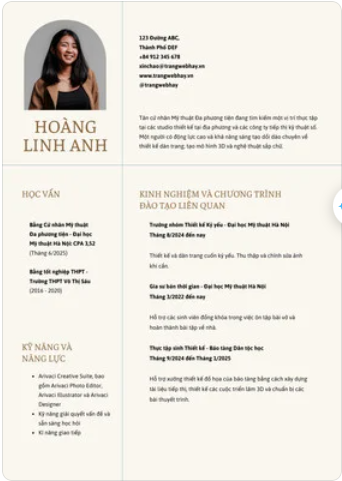 HOÀNG
LINH ANH
123 Đường ABC,
Thành Phố DEF
+84 912 345 678
xinchao@trangwebhay.vn
www.trangwebhay.vn
@trangwebhay
Tân cử nhân Mỹ thuật Đa phương tiện đang tìm kiếm một vị trí thực tập
tại các studio thiết kế tại địa phương và các công ty tiếp thị kỹ thuật số.
Một người có động lực cao và khả năng sáng tạo dồi dào chuyên về
thiết kế dàn trang, tạo mô hình 3D và nghệ thuật sắp chữ.
HỌC VẤN
Bằng Cử nhân Mỹ thuật
Đa phương tiện - Đại học
Mỹ thuật Hà Nội: CPA 3,52
(Tháng 6/2025)
Bằng tốt nghiệp THPT -
Trường THPT Võ Thị Sáu
(2016 - 2020)
KỸ NĂNG VÀ
NĂNG LỰC
Arivaci Creative Suite, bao
gồm Arivaci Photo Editor,
Arivaci Illustrator và Arivaci
Designer
Kỹ năng giải quyết vấn đề và
sẵn sàng học hỏi
Kĩ năng giao tiếp
KINH NGHIỆM VÀ CHƯƠNG TRÌNH
ĐÀO TẠO LIÊN QUAN
Trưởng nhóm Thiết kế Kỷ yếu - Đại học Mỹ thuật Hà Nội
Tháng 8/2024 đến nay
Thiết kế và dàn trang cuốn kỷ yếu. Thu thập và chỉnh sửa ảnh
khi cần.
Gia sư bán thời gian - Đại học Mỹ thuật Hà Nội
Tháng 3/2022 đến nay
Hỗ trợ các sinh viên đồng khóa trong việc ôn tập bài vở và
hoàn thành bài tập về nhà.
Thực tập sinh Thiết kế - Bảo tàng Dân tộc học
Tháng 9/2024 đến Tháng 1/2025
Hỗ trợ xưởng thiết kế đồ họa của bảo tàng bằng cách xây dựng
tài liệu tiếp thị, thiết kế các cuộc triển lãm 3D và chuẩn bị các
bài thuyết trình.